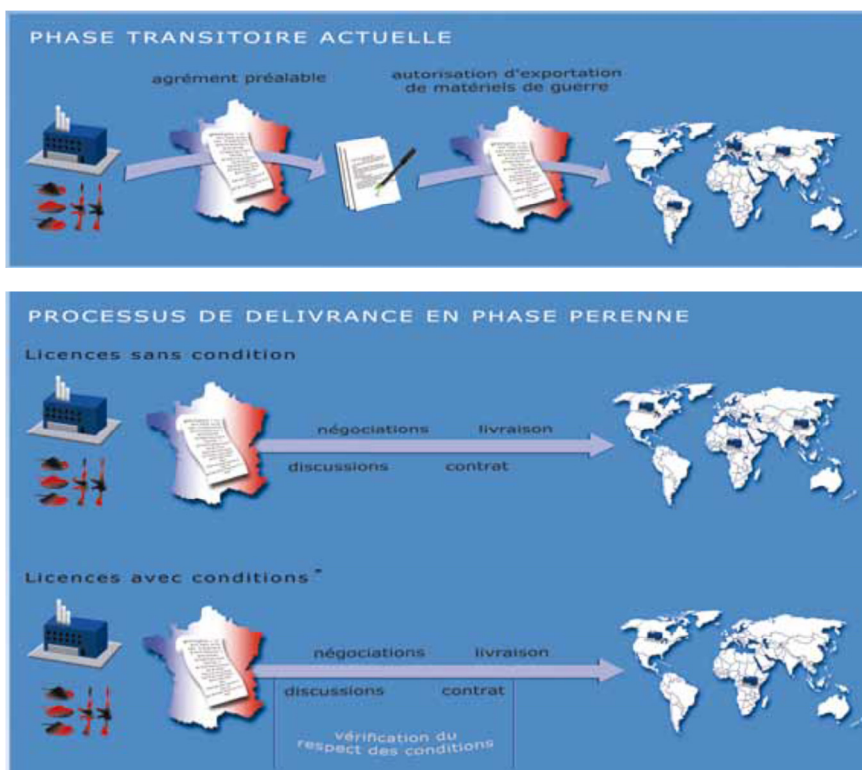 PHASE TRANSITOIRE ACTUELLE
agrément préalable
autorisation d'exportation
de matériels de guerre
PROCESSUS DE DELIVRANCE EN PHASE PERENNE
Licences sans condition
négociations livraison
discussions contrat
Licences avec conditions*
négociations livraison
discussions contrat
vérification du
respect des conditions